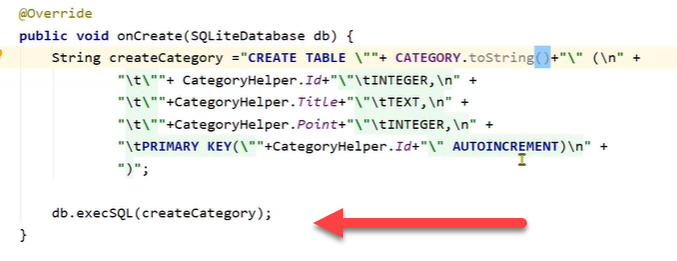 @Override
public void onCreate(SQLiteDatabase db) {
String createCategory ="CREATE TABLE \""+ CATEGORY.toString()+"\" (\n" +
"\t\""+ CategoryHelper.Id+"\"\tINTEGER,\n" +
"\t\""+CategoryHelper.Title+"\"\tTEXT,\n" +
"\t\""+CategoryHelper.Point+"\"\tINTEGER,\n" +
"\tPRIMARY KEY(\""+CategoryHelper.Id+"\" AUTOINCREMENT)\n" +
")";
db.execSQL(createCategory);
}